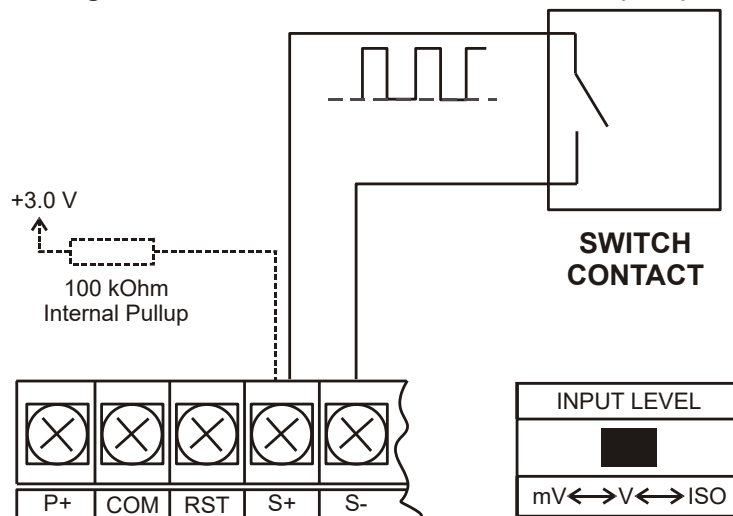 +3.0 V
100 kOhm
Internal Pullup
SWITCH
CONTACT
P+ COM RST S+ S-
INPUT LEVEL
mV V ISO